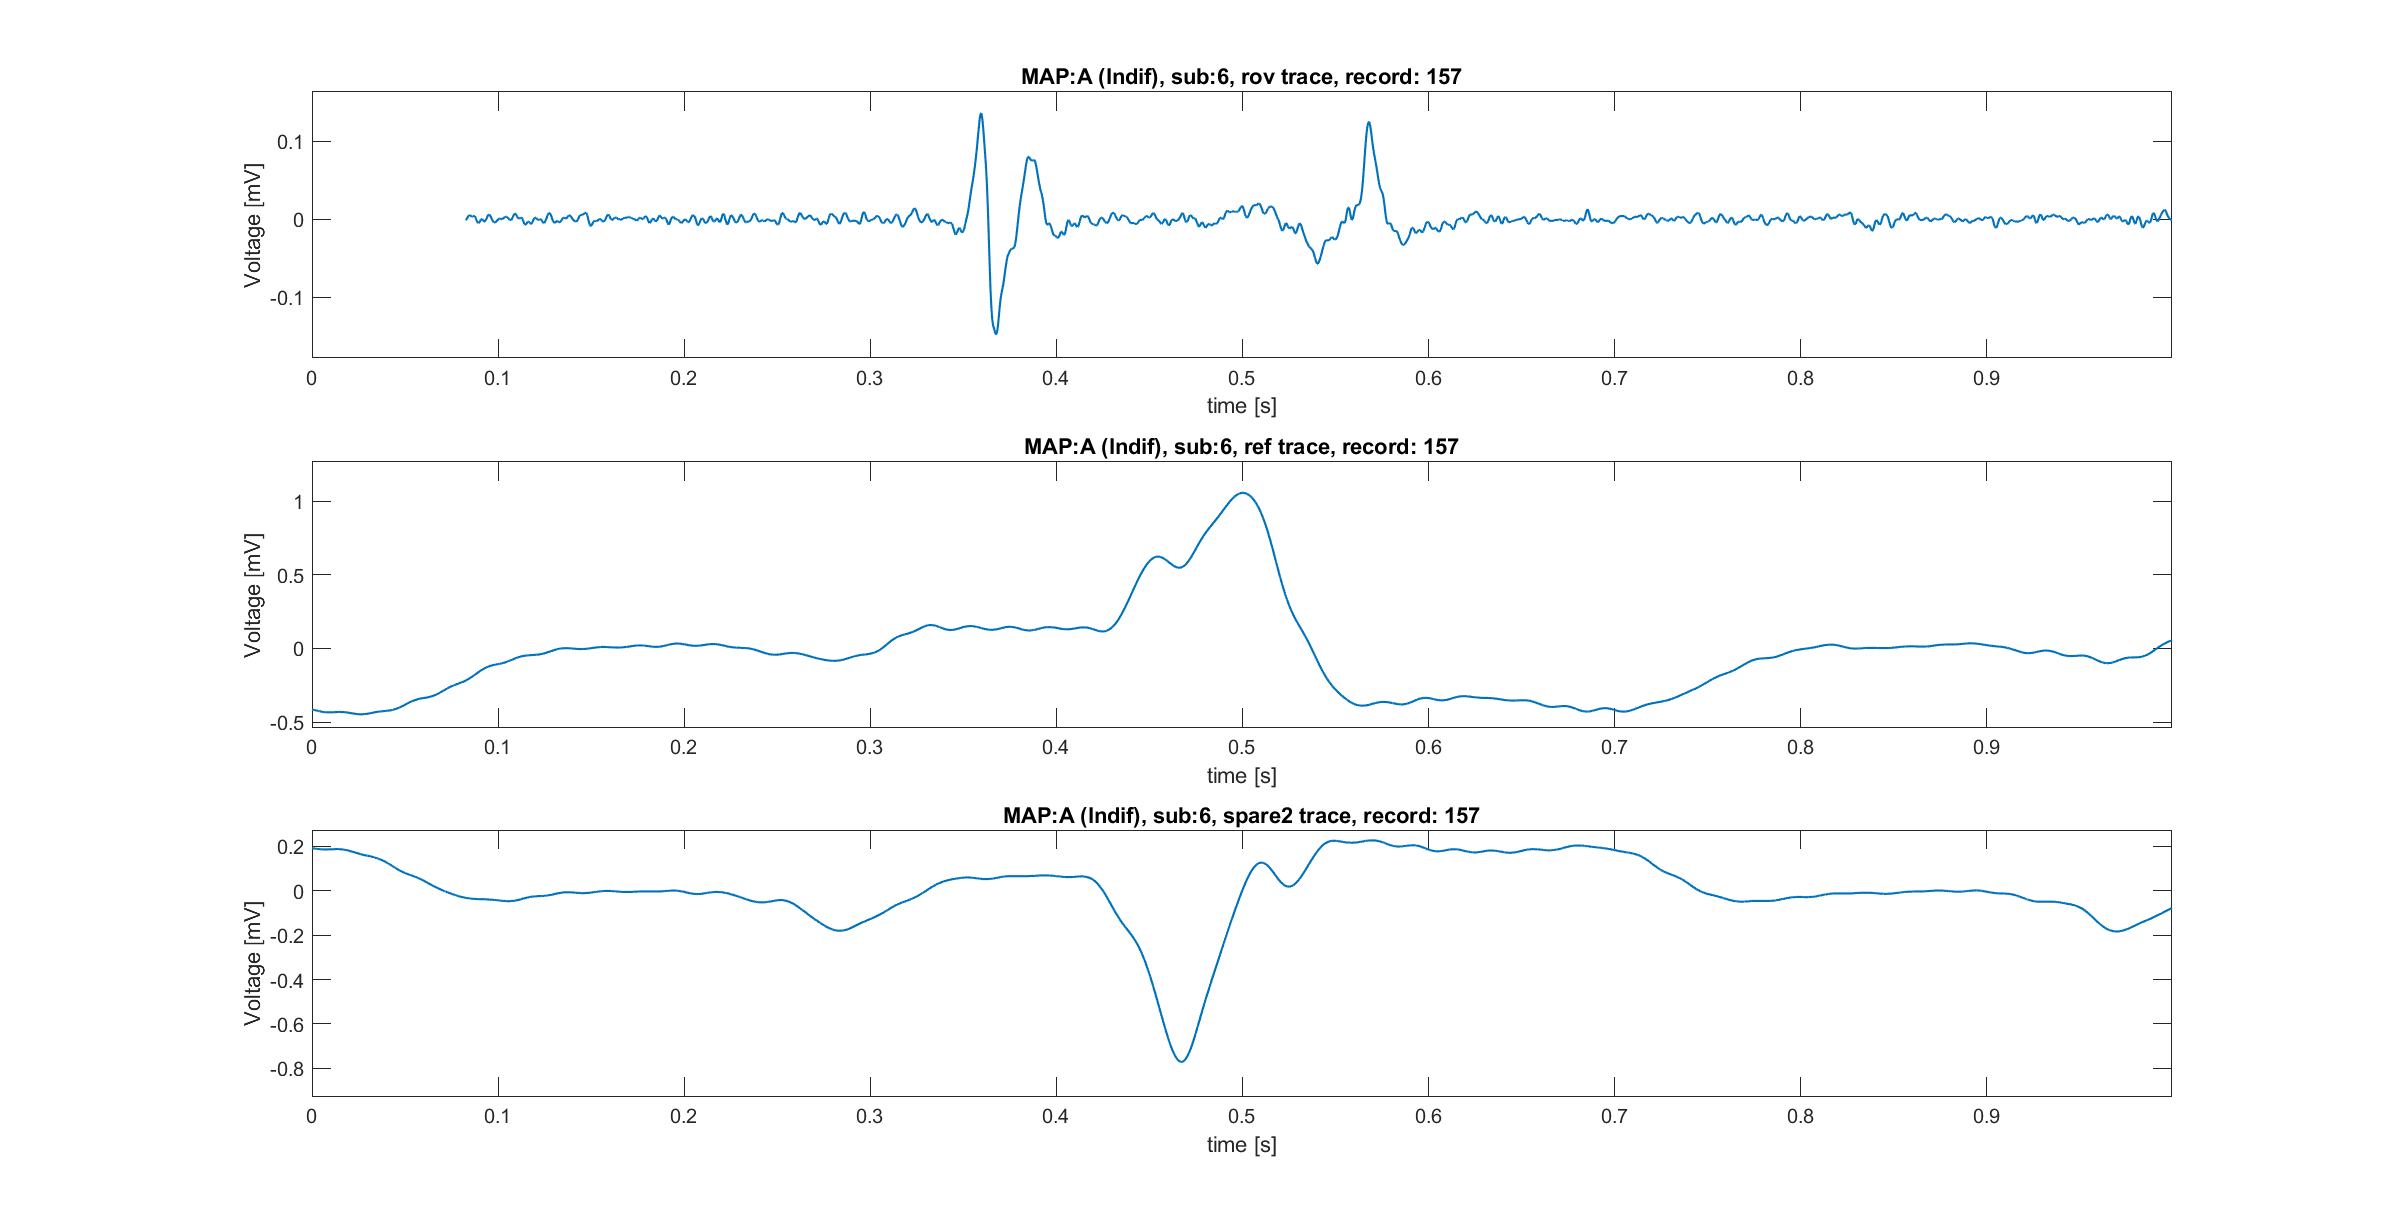 MAP:A (Indif), sub:6, rov trace, record: 157
Voltage [mV]
0.1
0
-0.1
0 0.1 0.2 0.3 0.4 0.5 0.6 0.7 0.8 0.9
time [s]
MAP:A (Indif), sub:6, ref trace, record: 157
Voltage [mV]
1
0.5
0
-0.5
0 0.1 0.2 0.3 0.4 0.5 0.6 0.7 0.8 0.9
time [s]
MAP:A (Indif), sub:6, spare2 trace, record: 157
Voltage [mV]
0.2
0
-0.2
-0.4
-0.6
-0.8
0 0.1 0.2 0.3 0.4 0.5 0.6 0.7 0.8 0.9
time [s]